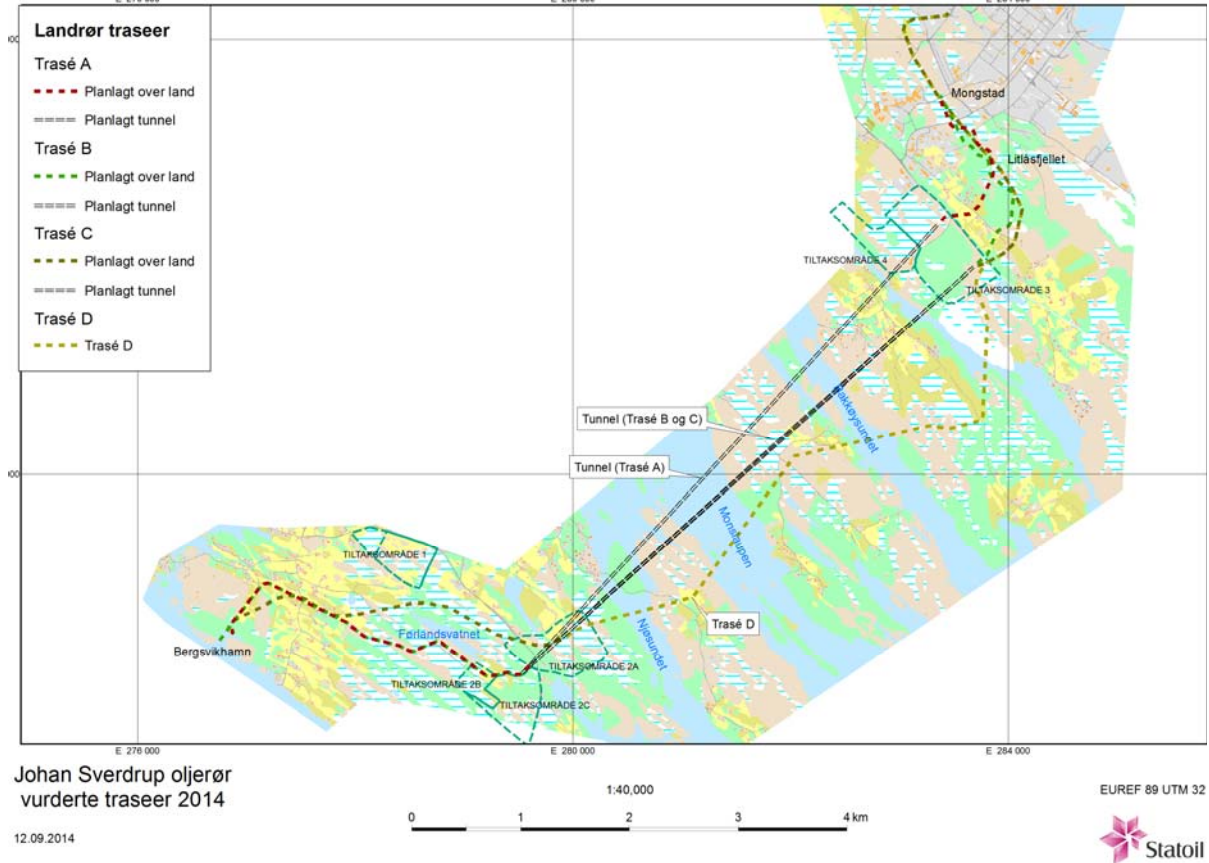 E 284 000
Landrør traseer
Trasé A
Planlagt over land
Planlagt tunnel
Trasé B
Planlagt over land
Planlagt tunnel
Trasé C
Planlagt over land
Planlagt tunnel
Trasé D
Trasé D
Mongstad
Litlåsfjellet
TILTAKSOMRÅDE 4
TILTAKSOMRÅDE 3
Tunnel (Trasé B og C)
Tunnel (Trasé A)
Monslaupen
TILTAKSOMRÅDE 1
Trasé D
Førlandsvatnet
Njøsundet
Bergsvikhamn
TILTAKSOMRÅDE 2A
TILTAKSOMRÅDE 2B
TILTAKSOMRÅDE 2C
E 276 000
E 280 000
E 284 000
Johan Sverdrup oljerør
vurderte traseer 2014
1:40,000
EUREF 89 UTM 32
0 1 2 3 4 km
12.09.2014
Statoil